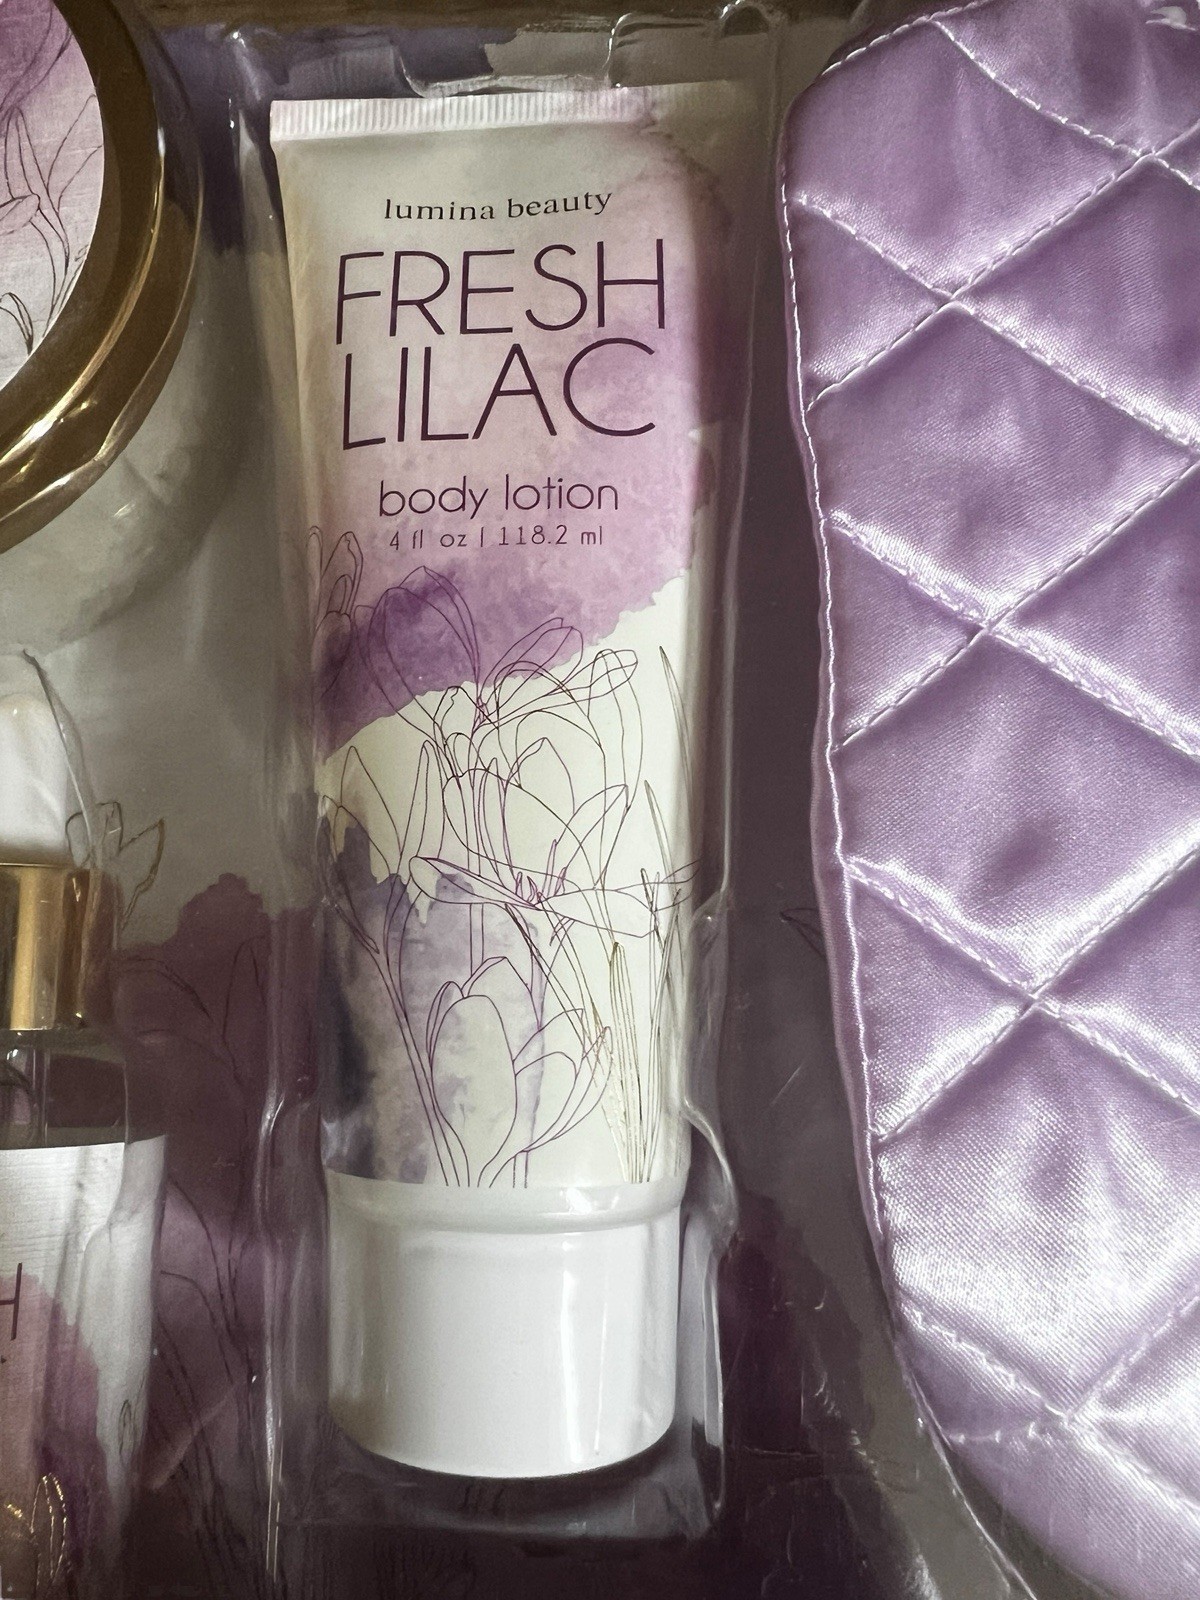 lumina beauty
FRESH
LILAC
body lotion
4 fl oz | 118.2 ml